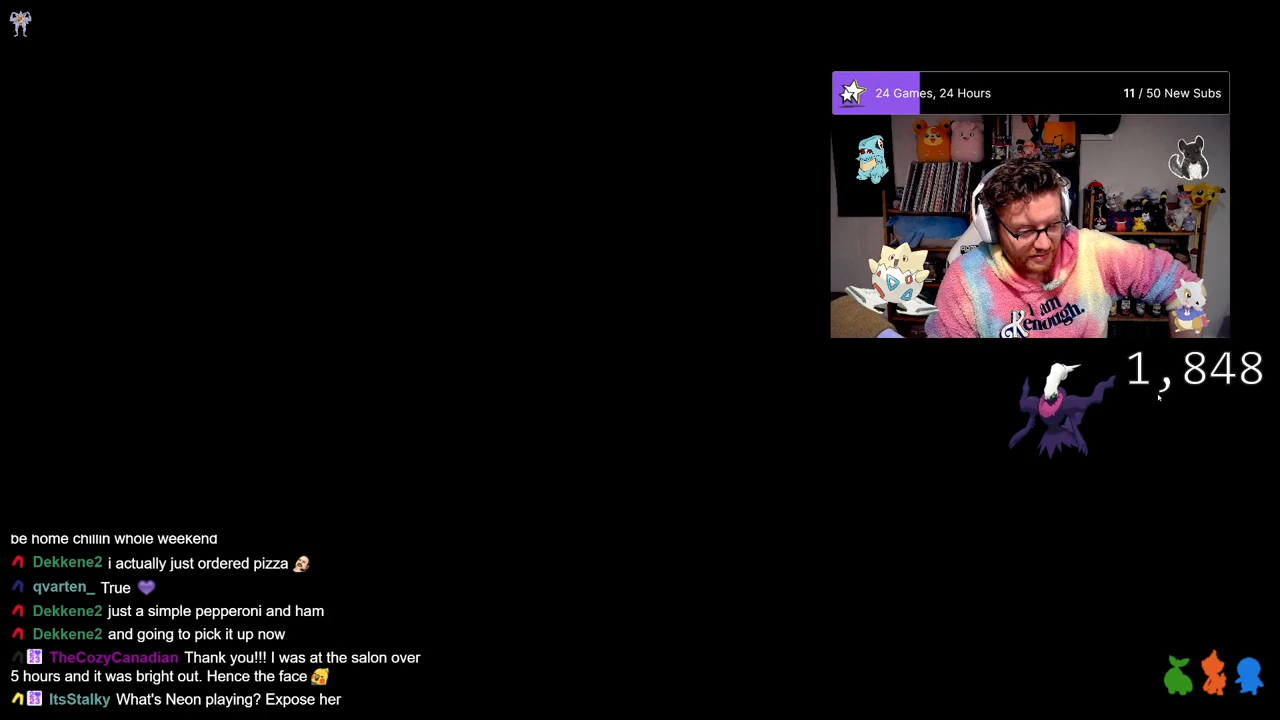 24 Games, 24 Hours
11 / 50 New Subs
I am
Kenough.
1,848
be home chillin whole weekend
Dekkene2 i actually just ordered pizza
qvarten_ True
Dekkene2 just a simple pepperoni and ham
Dekkene2 and going to pick it up now
23 TheCozyCanadian Thank you!!! I was at the salon over
5 hours and it was bright out. Hence the face
23 ItsStalky What's Neon playing? Expose her